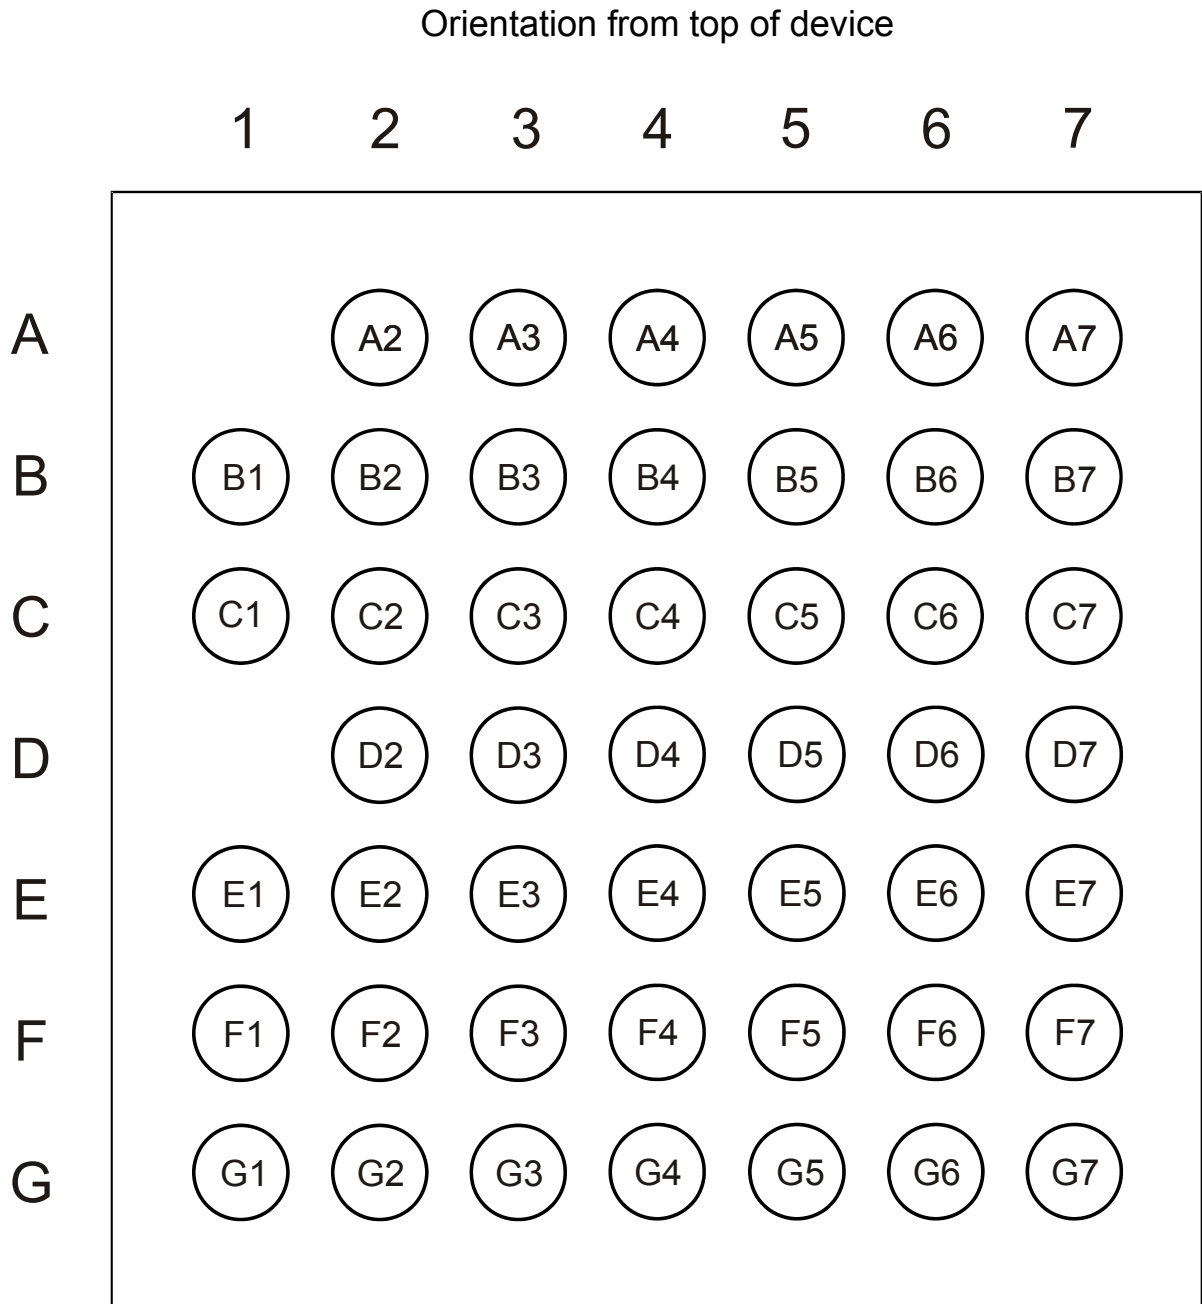 Orientation from top of device
1 2 3 4 5 6 7
A A2 A3 A4 A5 A6 A7
B B1 B2 B3 B4 B5 B6 B7
C C1 C2 C3 C4 C5 C6 C7
D D2 D3 D4 D5 D6 D7
E E1 E2 E3 E4 E5 E6 E7
F F1 F2 F3 F4 F5 F6 F7
G G1 G2 G3 G4 G5 G6 G7